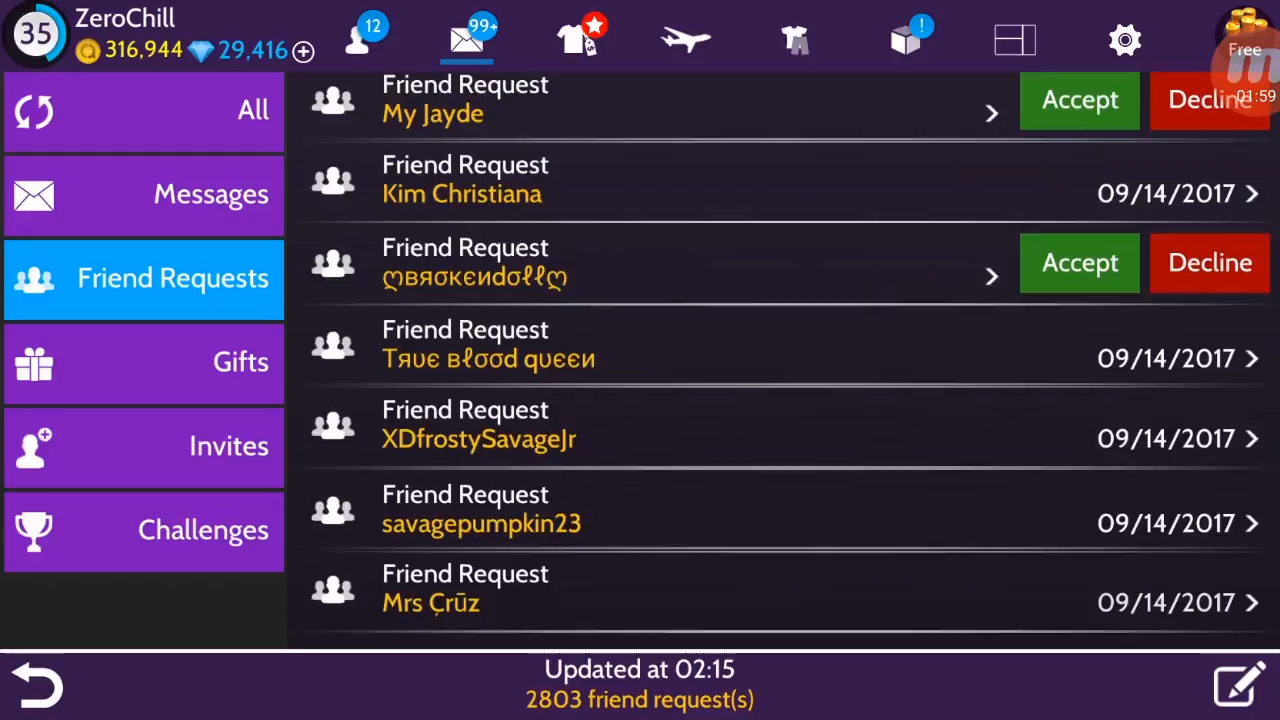 35
ZeroChill
316,944 29,416
12
99+
!
Free
01:59
All
Messages
Friend Requests
Gifts
Invites
Challenges
Friend Request
My Jayde
Accept
Decline
Friend Request
Kim Christiana
09/14/2017
Friend Request
ღвяσкєиdσℓℓღ
Accept
Decline
Friend Request
Tяυє вℓσσd qυєєи
09/14/2017
Friend Request
XDfrostySavageJr
09/14/2017
Friend Request
savagepumpkin23
09/14/2017
Friend Request
Mrs Çrūz
09/14/2017
Updated at 02:15
2803 friend request(s)